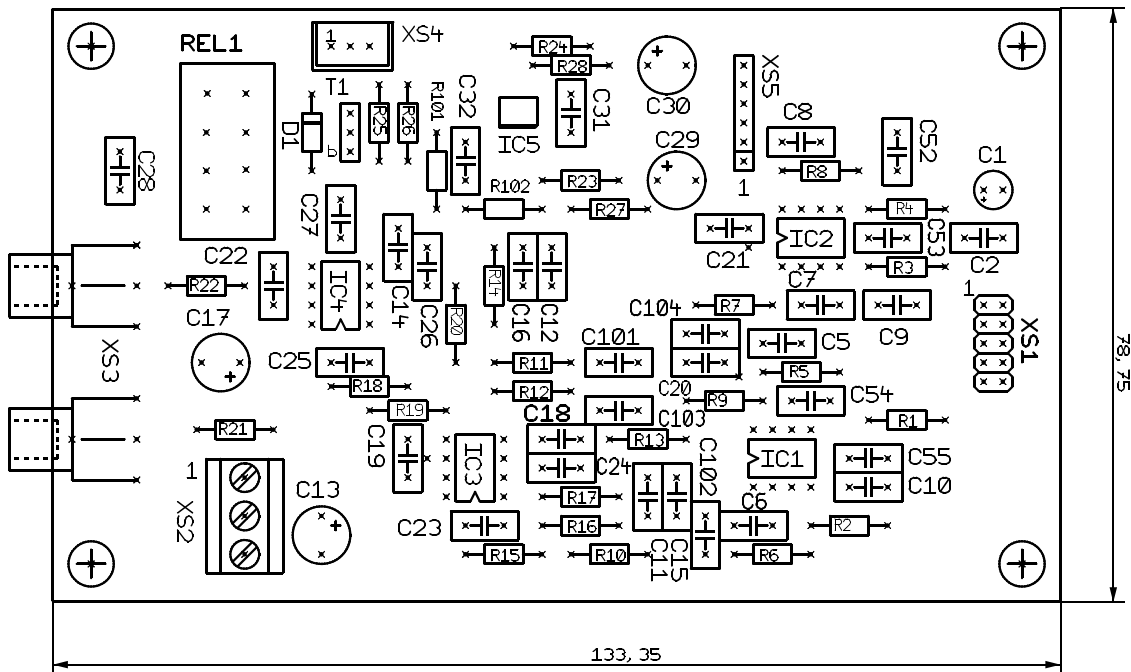 XS4
REL1
1
R24
R28
T1
R101
C32
C31
C30
XS5
C8
C52
R25
R26
D1
b
IC5
C29
1
C1
C28
R102
R23
R27
R8
R4
C27
C21
IC2
C53
C2
C22
R3
R22
IC4
C14
C26
R20
R14
C16
C12
C104
R7
C7
C9
1
XS1
C17
C101
C5
78,75
XS3
C25
R18
R11
C20
R5
R12
R9
C54
R19
C18
C103
R1
R21
C19
R13
IC3
C24
C102
IC1
C55
C10
1
XS2
C13
R17
C23
R16
C6
R2
R15
R10
C11
C15
R6
133,35